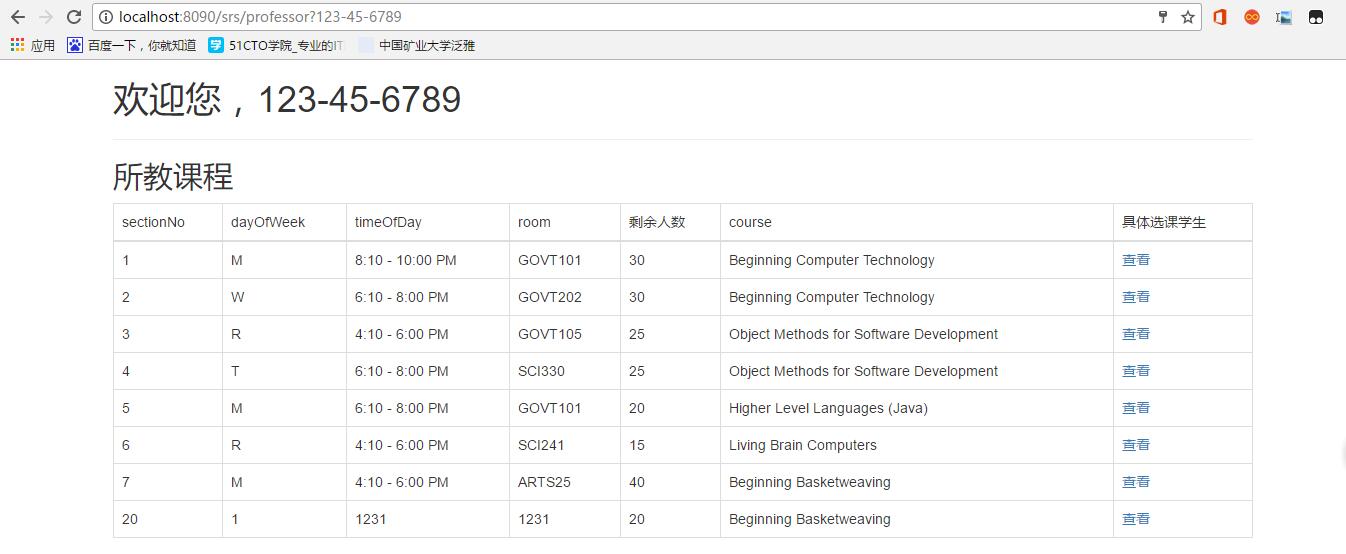 localhost:8090/srs/professor?123-45-6789
应用 百度一下，你就知道 学 51CTO学院_专业的IT 中国矿业大学泛雅
欢迎您，123-45-6789
所教课程
sectionNo dayOfWeek timeOfDay room 剩余人数 course 具体选课学生
1 M 8:10 - 10:00 PM GOVT101 30 Beginning Computer Technology 查看
2 W 6:10 - 8:00 PM GOVT202 30 Beginning Computer Technology 查看
3 R 4:10 - 6:00 PM GOVT105 25 Object Methods for Software Development 查看
4 T 6:10 - 8:00 PM SCI330 25 Object Methods for Software Development 查看
5 M 6:10 - 8:00 PM GOVT101 20 Higher Level Languages (Java) 查看
6 R 4:10 - 6:00 PM SCI241 15 Living Brain Computers 查看
7 M 4:10 - 6:00 PM ARTS25 40 Beginning Basketweaving 查看
20 1 1231 1231 20 Beginning Basketweaving 查看